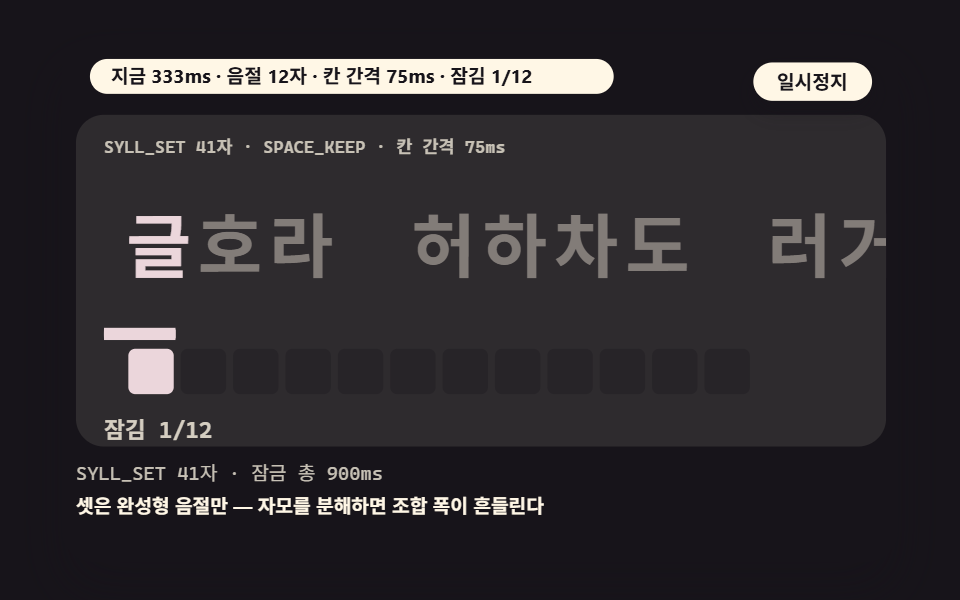 지금 333ms · 음절 12자 · 칸 간격 75ms · 잠김 1/12
일시정지
SYLL_SET 41자 · SPACE_KEEP · 칸 간격 75ms
글호라 허하차도 러
잠김 1/12
SYLL_SET 41자 · 잠금 총 900ms
셋은 완성형 음절만 — 자모를 분해하면 조합 폭이 흔들린다